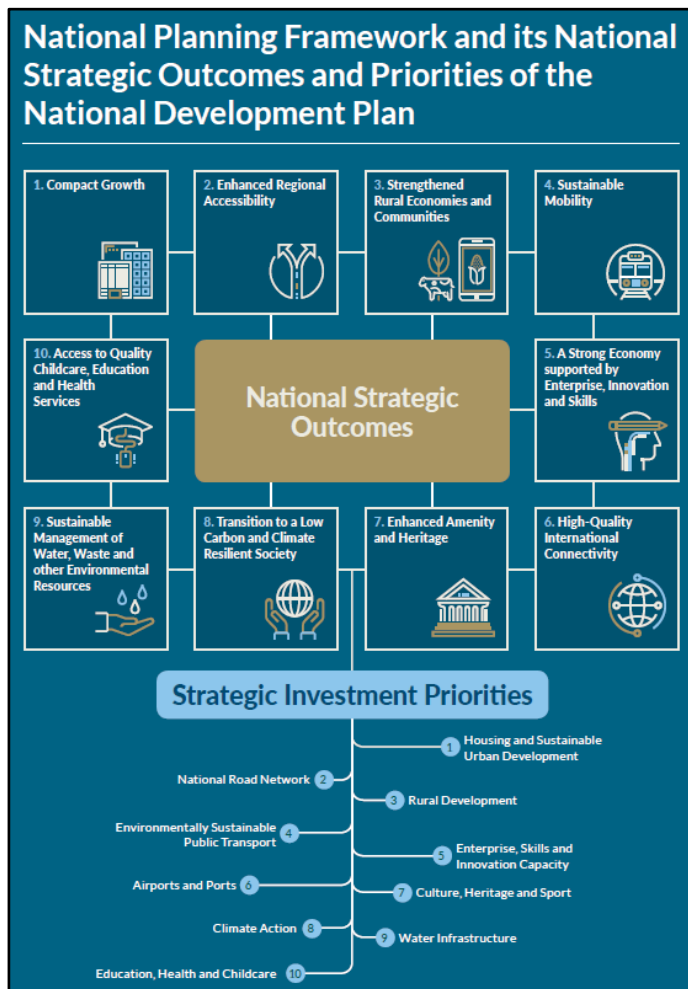 National Planning Framework and its National
Strategic Outcomes and Priorities of the
National Development Plan
1. Compact Growth
2. Enhanced Regional
Accessibility
3. Strengthened
Rural Economies and
Communities
4. Sustainable
Mobility
10. Access to Quality
Childcare, Education
and Health
Services
National Strategic
Outcomes
5. A Strong Economy
supported by
Enterprise, Innovation
and Skills
9. Sustainable
Management of
Water, Waste and
other Environmental
Resources
8. Transition to a Low
Carbon and Climate
Resilient Society
7. Enhanced Amenity
and Heritage
6. High-Quality
International
Connectivity
Strategic Investment Priorities
1 Housing and Sustainable
Urban Development
National Road Network 2
3 Rural Development
Environmentally Sustainable
Public Transport 4
5 Enterprise, Skills and
Innovation Capacity
Airports and Ports 6
7 Culture, Heritage and Sport
Climate Action 8
9 Water Infrastructure
Education, Health and Childcare 10